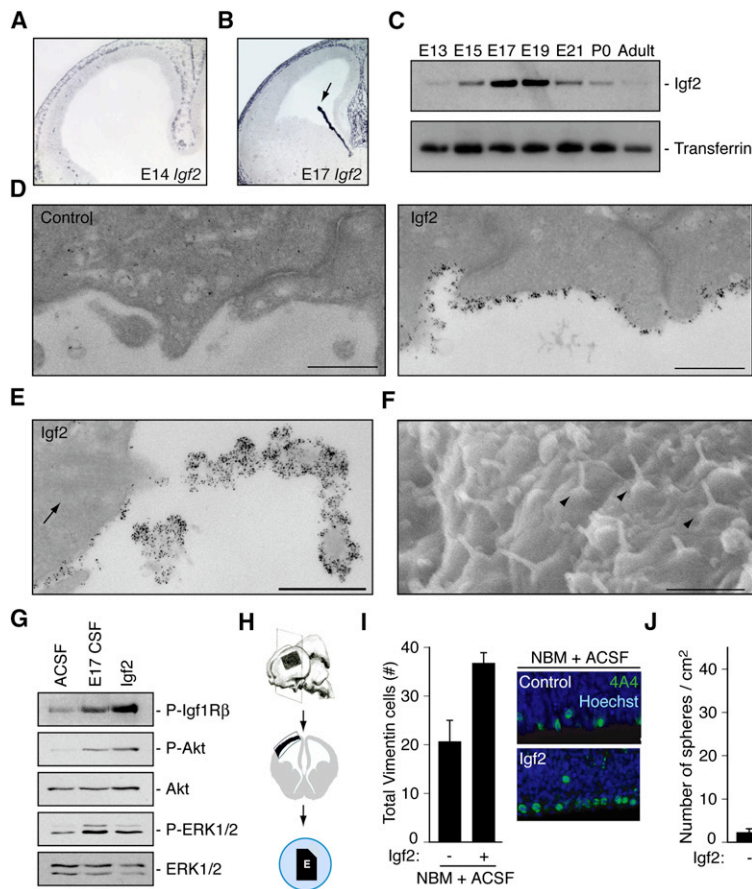 A
E14 Igf2
B
E17 Igf2
C
E13 E15 E17 E19 E21 P0 Adult
- Igf2
- Transferrin
D
Control
Igf2
E
Igf2
F
G
ACSF
E17 CSF
Igf2
- P-Igf1Rβ
- P-Akt
- Akt
- P-ERK1/2
- ERK1/2
H
E
I
Total Vimentin cells (#)
40
30
20
10
0
Igf2: - +
NBM + ACSF
NBM + ACSF
Control
4A4
Hoechst
Igf2
J
Number of spheres / cm2
40
30
20
10
0
Igf2: -